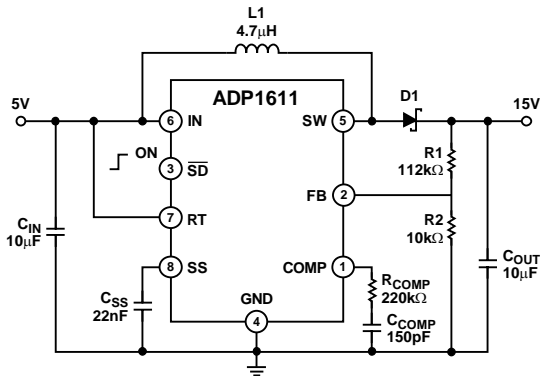 L1
4.7μH
ADP1611
5V
6 IN
SW 5
D1
15V
ON
3 SD
R1
112kΩ
FB 2
7 RT
R2
10kΩ
CIN
10μF
8 SS
COMP 1
COUT
10μF
RCOMP
220kΩ
CSS
22nF
GND
4
CCOMP
150pF